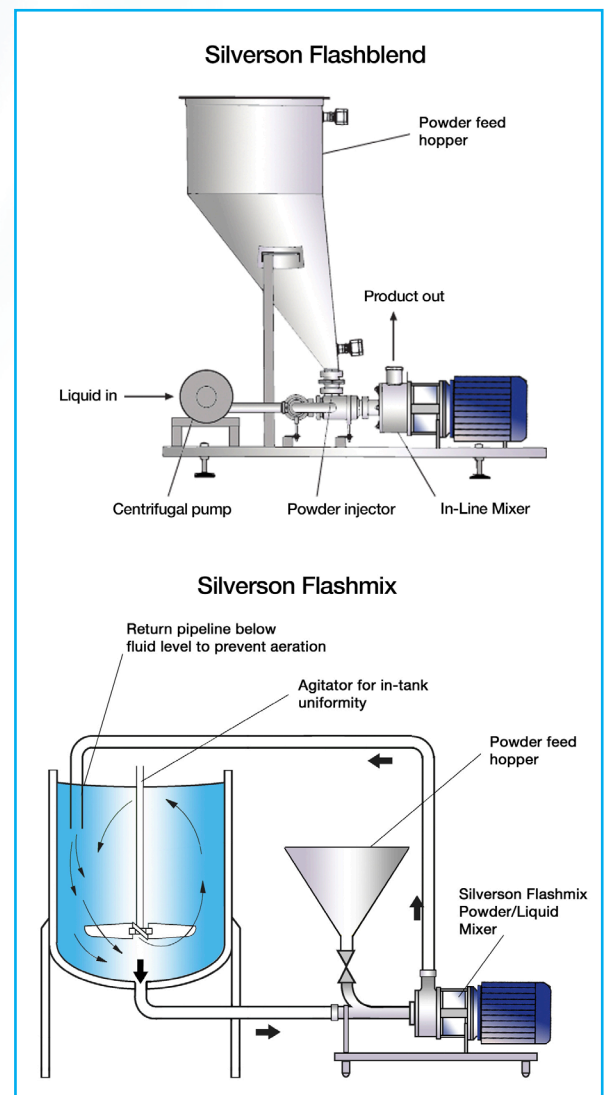 Silverson Flashblend
Powder feed
hopper
Product out
Liquid in
Centrifugal pump
Powder injector
In-Line Mixer
Silverson Flashmix
Return pipeline below
fluid level to prevent aeration
Agitator for in-tank
uniformity
Powder feed
hopper
Silverson Flashmix
Powder/Liquid
Mixer